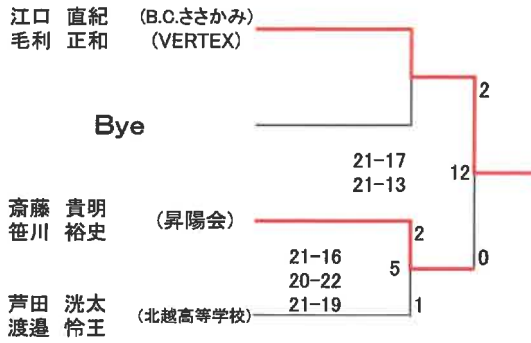 江口 直紀 (B.C.ささかみ)
毛利 正和 (VERTEX)
2
Bye
21-17
12
21-13
斎藤 貴明
笹川 裕史 (昇陽会)
2
0
21-16
5
20-22
21-19
1
芦田 洸太
渡邉 怜王 (北越高等学校)